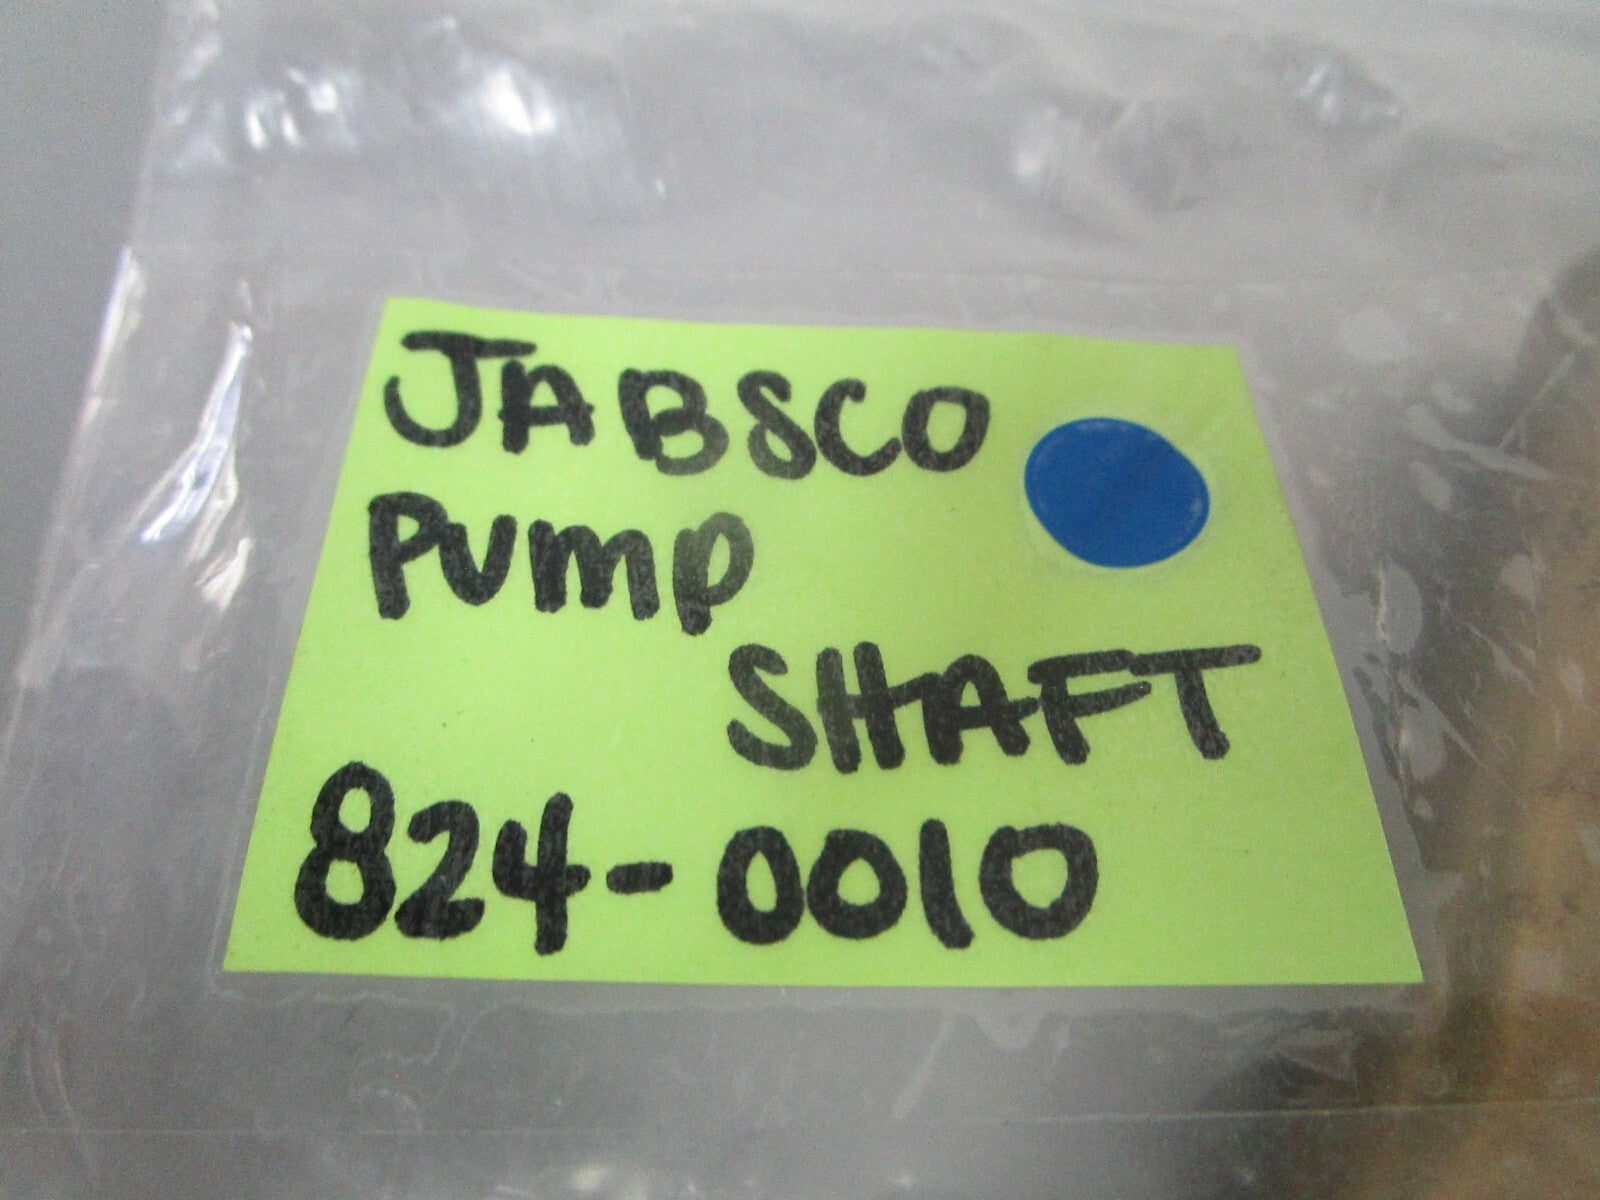 JABSCO
PUMP
SHAFT
824-0010